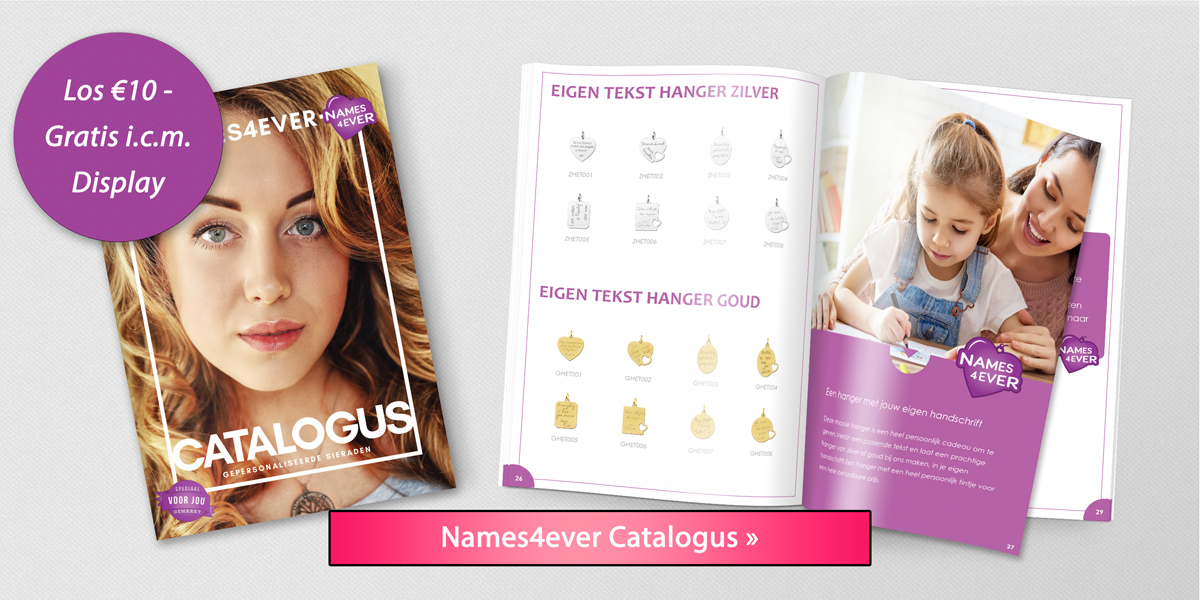 Los €10 -
Gratis i.c.m.
Display
ES4EVER
NAMES
4EVER
CATALOGUS
GEPERSONALISEERDE SIERADEN
SPECIAAL
VOOR JOU
GEMAAKT
EIGEN TEKST HANGER ZILVER
ZHET001 ZHET002 ZHET003 ZHET004
ZHET005 ZHET006 ZHET007 ZHET008
EIGEN TEKST HANGER GOUD
GHET001 GHET002 GHET003 GHET004
GHET005 GHET006 GHET007 GHET008
26
NAMES
4EVER
Een hanger met jouw eigen handschrift
Deze mooie hanger is een heel persoonlijk cadeau om te
geven. Verzin een passende tekst en laat een prachtige
hanger van zilver of goud bij ons maken, in je eigen
handschrift! Een hanger met een heel persoonlijk tintje voor
een hele betaalbare prijs.
27
naar
NAMES
4EVER
29
Names4ever Catalogus »